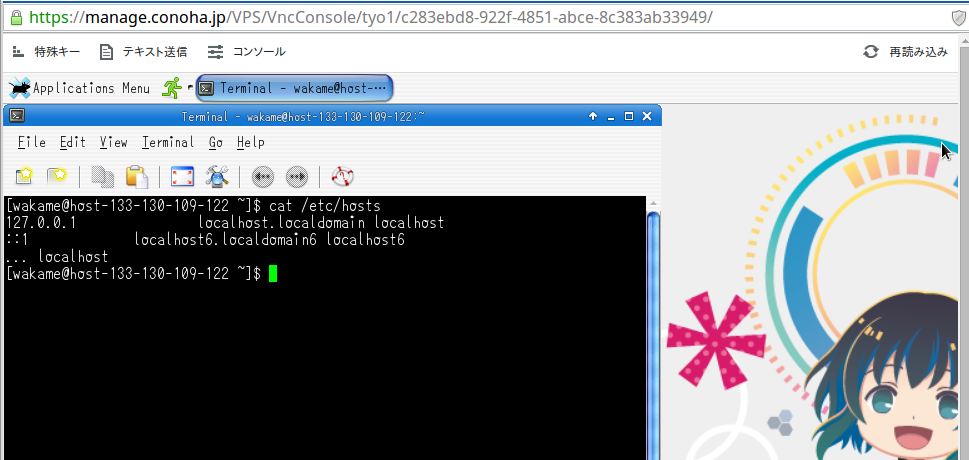 https://manage.conoha.jp/VPS/VncConsole/tyo1/c283ebd8-922f-4851-abce-8c383ab33949/
特殊キー テキスト送信 コンソール 再読み込み
Applications Menu Terminal - wakame@host-···
Terminal - wakame@host-133-130-109-122:~
File Edit View Terminal Go Help
[wakame@host-133-130-109-122 ~]$ cat /etc/hosts
127.0.0.1 localhost.localdomain localhost
::1 localhost6.localdomain6 localhost6
... localhost
[wakame@host-133-130-109-122 ~]$